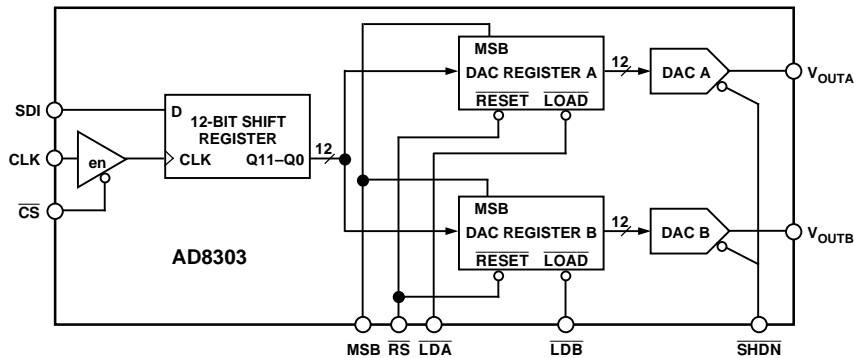 MSB
DAC REGISTER A
12
DAC A
V_OUTA
RESET LOAD
SDI
D
12-BIT SHIFT
REGISTER
CLK
en
CLK
Q11–Q0
12
CS
MSB
DAC REGISTER B
12
DAC B
V_OUTB
RESET LOAD
AD8303
MSB RS LDA LDB SHDN